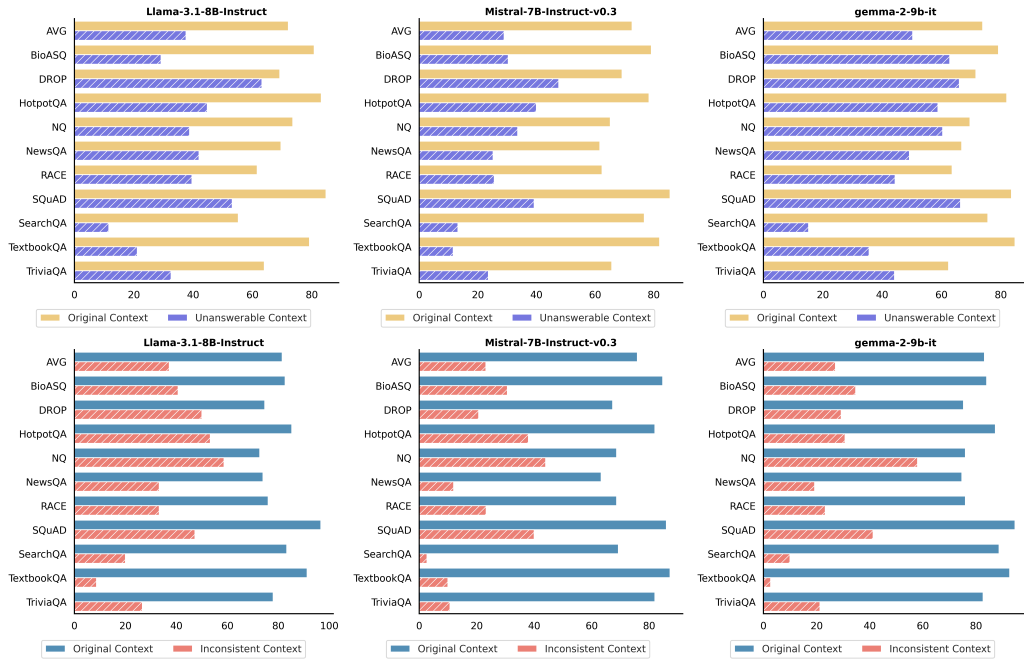 Llama-3.1-8B-Instruct
AVG
BioASQ
DROP
HotpotQA
NQ
NewsQA
RACE
SQuAD
SearchQA
TextbookQA
TriviaQA
0 20 40 60 80
Original Context Unanswerable Context
Mistral-7B-Instruct-v0.3
AVG
BioASQ
DROP
HotpotQA
NQ
NewsQA
RACE
SQuAD
SearchQA
TextbookQA
TriviaQA
0 20 40 60 80
Original Context Unanswerable Context
gemma-2-9b-it
AVG
BioASQ
DROP
HotpotQA
NQ
NewsQA
RACE
SQuAD
SearchQA
TextbookQA
TriviaQA
0 20 40 60 80
Original Context Unanswerable Context
Llama-3.1-8B-Instruct
AVG
BioASQ
DROP
HotpotQA
NQ
NewsQA
RACE
SQuAD
SearchQA
TextbookQA
TriviaQA
0 20 40 60 80 100
Original Context Inconsistent Context
Mistral-7B-Instruct-v0.3
AVG
BioASQ
DROP
HotpotQA
NQ
NewsQA
RACE
SQuAD
SearchQA
TextbookQA
TriviaQA
0 20 40 60 80
Original Context Inconsistent Context
gemma-2-9b-it
AVG
BioASQ
DROP
HotpotQA
NQ
NewsQA
RACE
SQuAD
SearchQA
TextbookQA
TriviaQA
0 20 40 60 80
Original Context Inconsistent Context